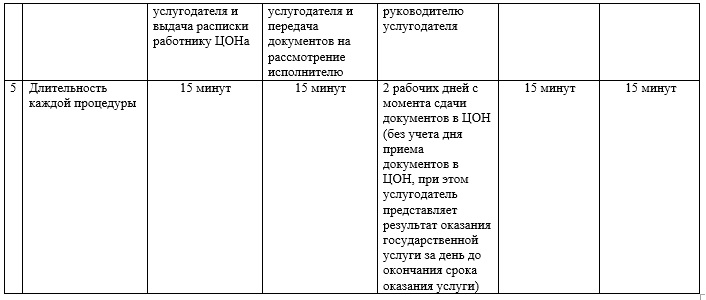 услугодателя и
выдача расписки
работнику ЦОНа
услугодателя и
передача
документов на
рассмотрение
исполнителю
руководителю
услугодателя
5
Длительность
каждой процедуры
15 минут
15 минут
2 рабочих дней с
момента сдачи
документов в ЦОН
(без учета дня
приема
документов в
ЦОН, при этом
услугодатель
представляет
результат оказания
государственной
услуги за день до
окончания срока
оказания услуги)
15 минут
15 минут